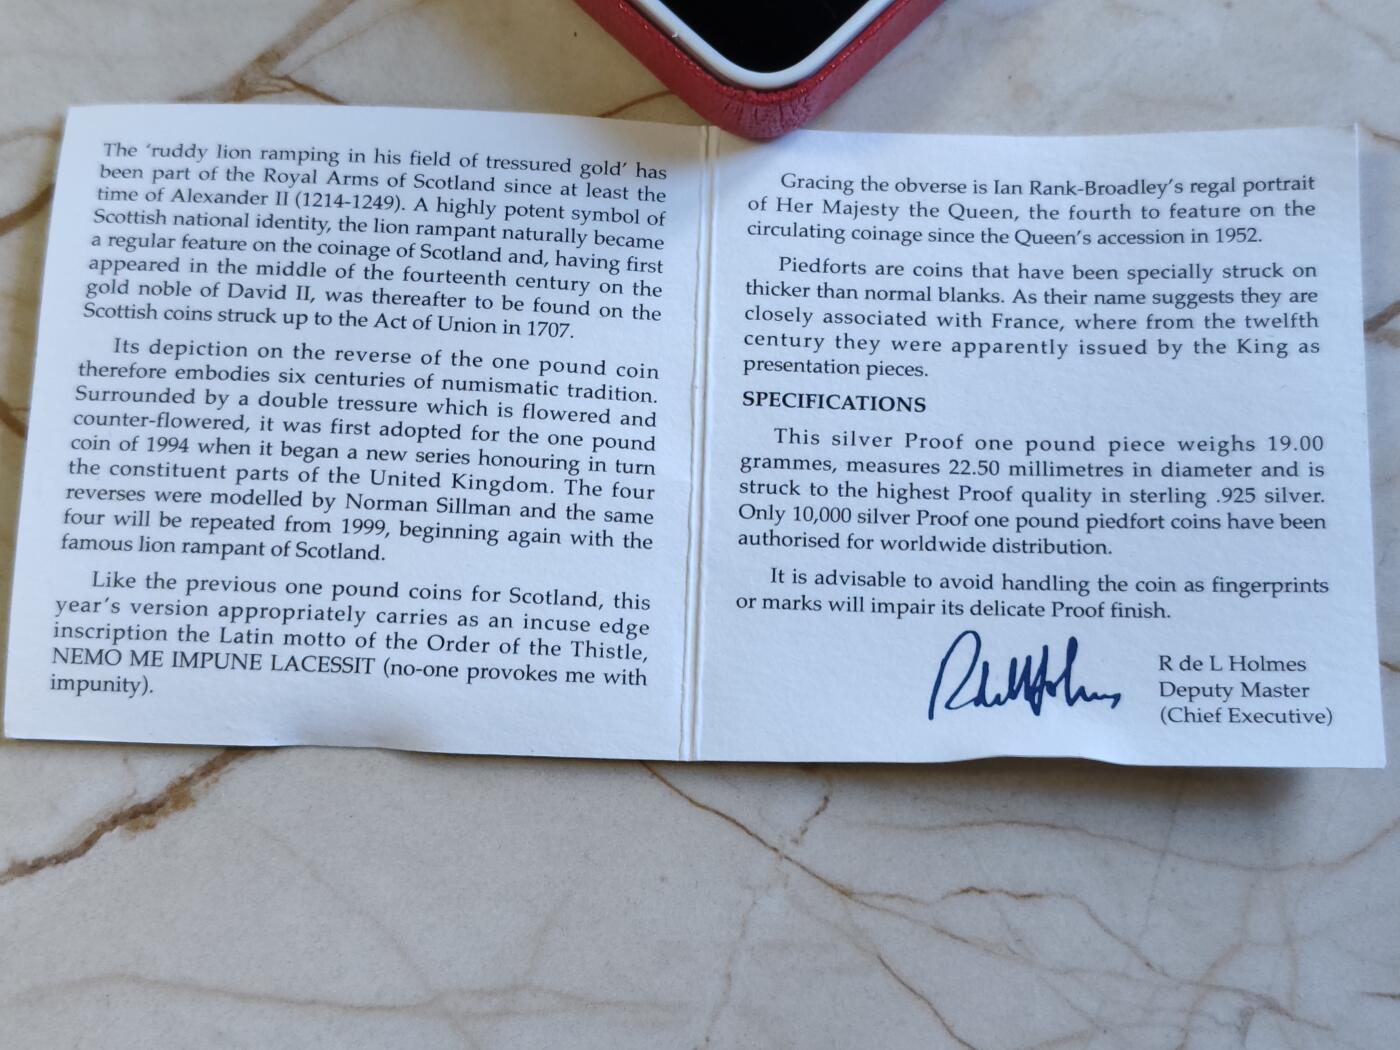 The ‘ruddy lion ramping in his field of tressured gold’ has
been part of the Royal Arms of Scotland since at least the
time of Alexander II (1214-1249). A highly potent symbol of
Scottish national identity, the lion rampant naturally became
a regular feature on the coinage of Scotland and, having first
appeared in the middle of the fourteenth century on the
gold noble of David II, was thereafter to be found on the
Scottish coins struck up to the Act of Union in 1707.
Its depiction on the reverse of the one pound coin
therefore embodies six centuries of numismatic tradition.
Surrounded by a double tressure which is flowered and
counter-flowered, it was first adopted for the one pound
coin of 1994 when it began a new series honouring in turn
the constituent parts of the United Kingdom. The four
reverses were modelled by Norman Sillman and the same
four will be repeated from 1999, beginning again with the
famous lion rampant of Scotland.
Like the previous one pound coins for Scotland, this
year’s version appropriately carries as an incuse edge
inscription the Latin motto of the Order of the Thistle,
NEMO ME IMPUNE LACESSIT (no-one provokes me with
impunity).
Gracing the obverse is Ian Rank-Broadley’s regal portrait
of Her Majesty the Queen, the fourth to feature on the
circulating coinage since the Queen’s accession in 1952.
Piedforts are coins that have been specially struck on
thicker than normal blanks. As their name suggests they are
closely associated with France, where from the twelfth
century they were apparently issued by the King as
presentation pieces.
SPECIFICATIONS
This silver Proof one pound piece weighs 19.00
grammes, measures 22.50 millimetres in diameter and is
struck to the highest Proof quality in sterling .925 silver.
Only 10,000 silver Proof one pound piedfort coins have been
authorised for worldwide distribution.
It is advisable to avoid handling the coin as fingerprints
or marks will impair its delicate Proof finish.
R de L Holmes
R de L Holmes
Deputy Master
(Chief Executive)